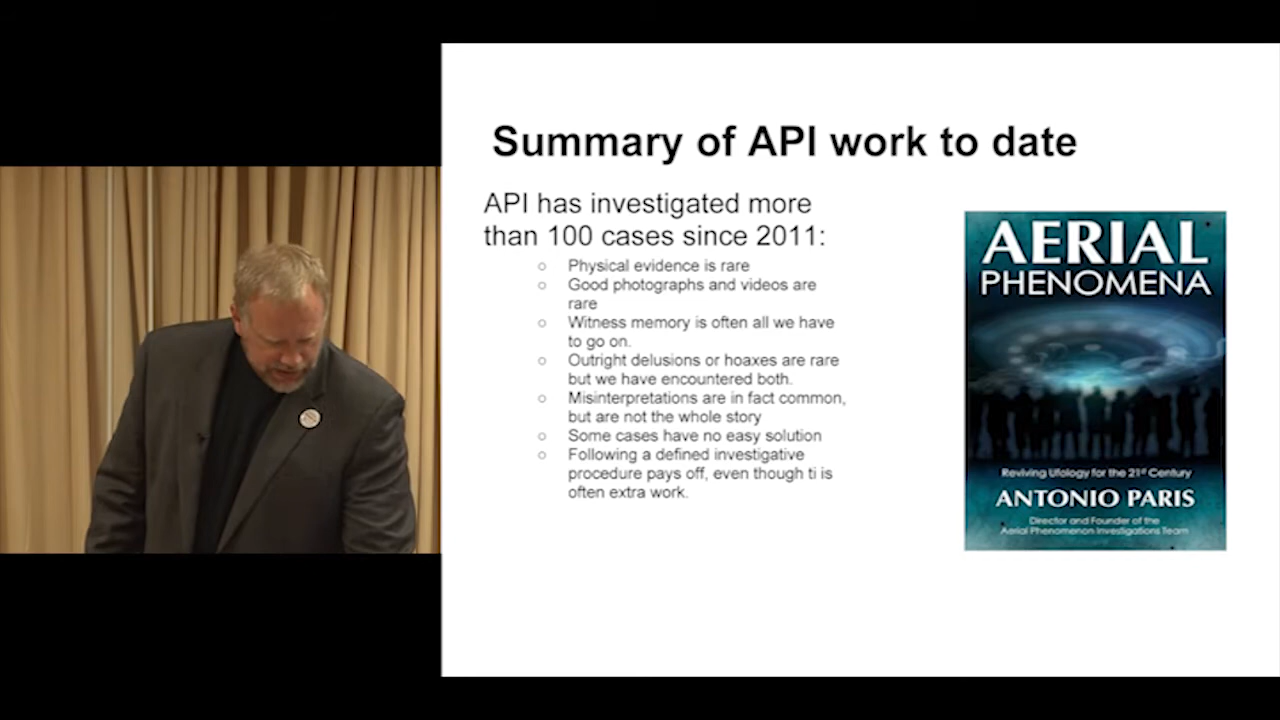 Summary of API work to date
API has investigated more
than 100 cases since 2011:
○ Physical evidence is rare
○ Good photographs and videos are
rare
○ Witness memory is often all we have
to go on.
○ Outright delusions or hoaxes are rare
but we have encountered both.
○ Misinterpretations are in fact common,
but are not the whole story
○ Some cases have no easy solution
○ Following a defined investigative
procedure pays off, even though ti is
often extra work.
AERIAL
PHENOMENA
Reviving Ufology for the 21st Century
ANTONIO PARIS
Director and Founder of the
Aerial Phenomenon Investigations Team